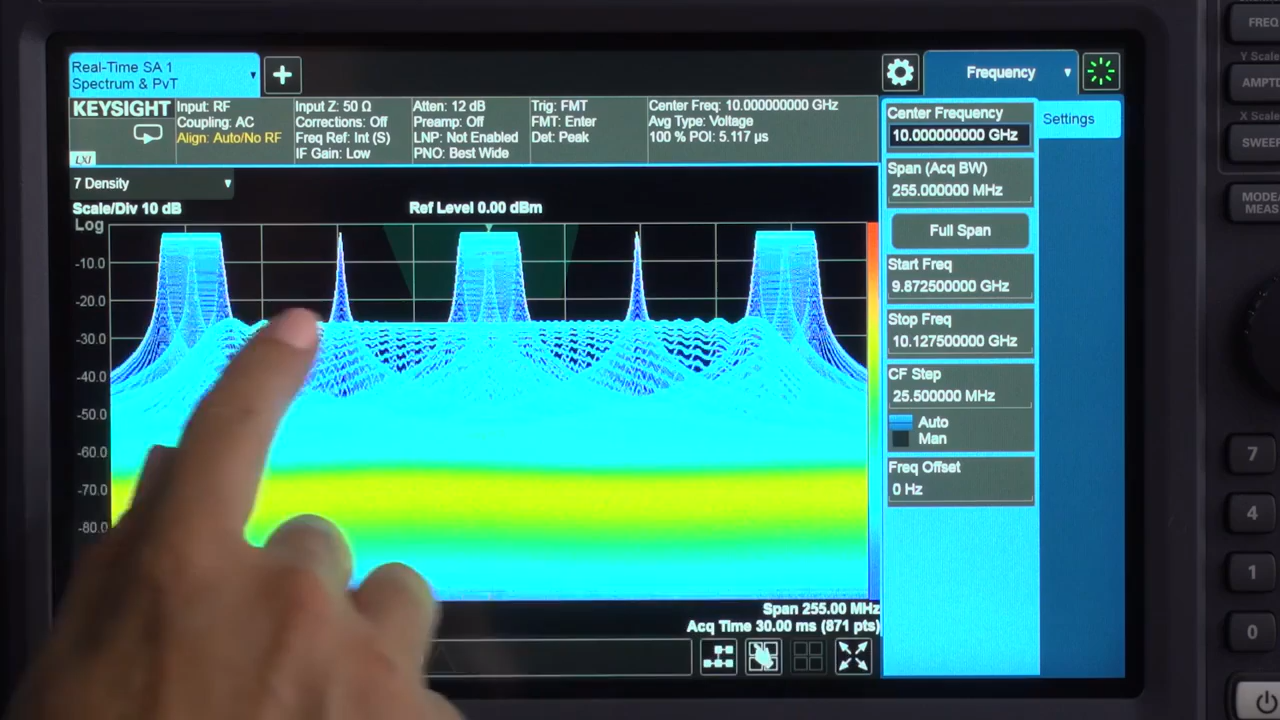 Real-Time SA 1
Spectrum & PvT
KEYSIGHT
LXI
Input: RF
Coupling: AC
Align: Auto/No RF
Input Z: 50 Ω
Corrections: Off
Freq Ref: Int (S)
IF Gain: Low
Atten: 12 dB
Preamp: Off
LNP: Not Enabled
PNO: Best Wide
Trig: FMT
FMT: Enter
Det: Peak
Center Freq: 10.000000000 GHz
Avg Type: Voltage
100 % POI: 5.117 µs
7 Density
Scale/Div 10 dB
Ref Level 0.00 dBm
Log
-10.0
-20.0
-30.0
-40.0
-50.0
-60.0
-70.0
-80.0
Span 255.00 MHz
Acq Time 30.00 ms (871 pts)
Frequency
Settings
Center Frequency
10.000000000 GHz
Span (Acq BW)
255.000000 MHz
Full Span
Start Freq
9.872500000 GHz
Stop Freq
10.127500000 GHz
CF Step
25.500000 MHz
Auto
Man
Freq Offset
0 Hz
FREQ
Y Scale
AMPT
X Scale
SWEE
MODE/
MEAS
7
4
1
0